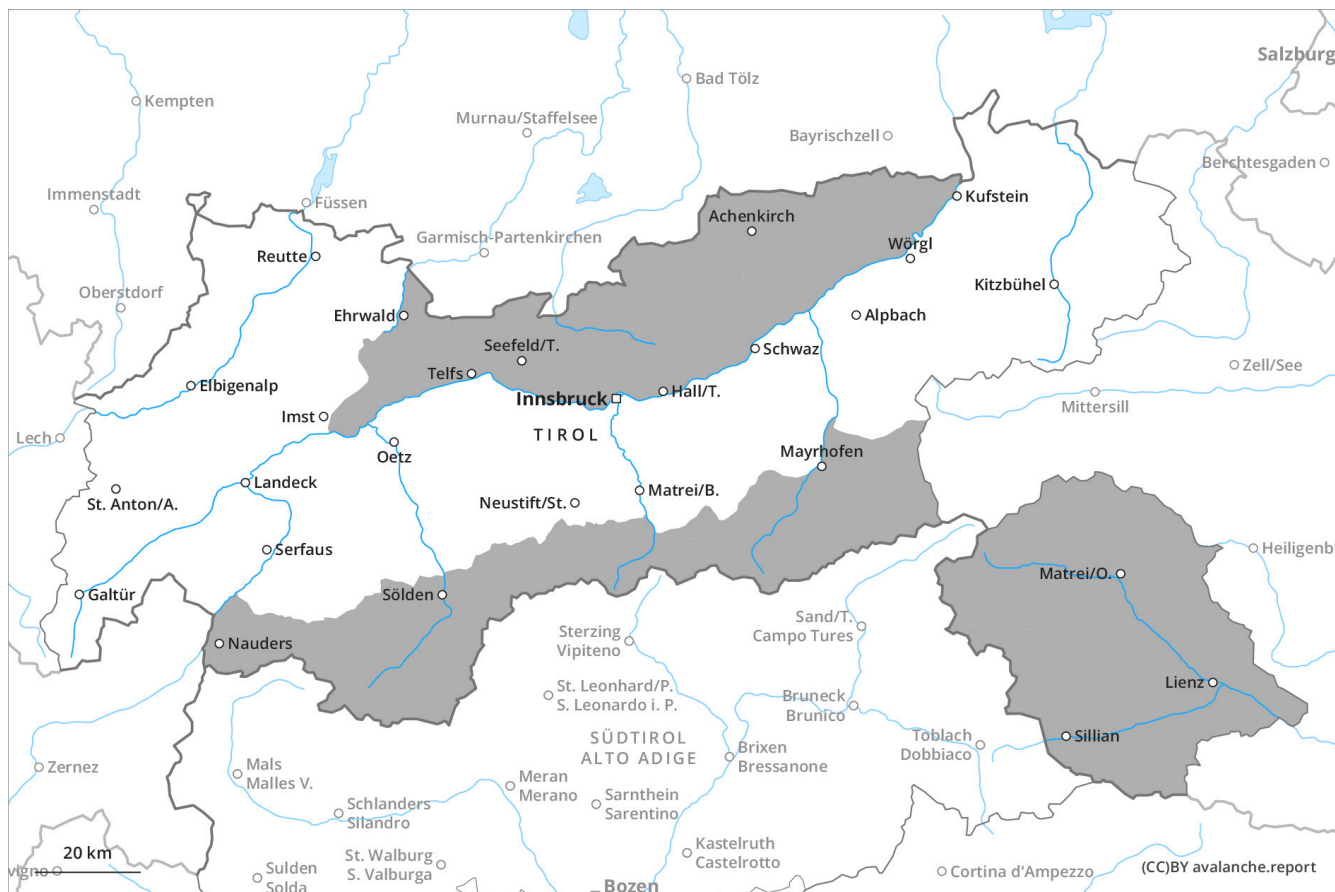 Salzburg
Kempten
Bad Tölz
Murnau/Staffelsee
Bayrischzell
Berchtesgaden
Immenstadt
Füssen
Kufstein
Achenkirch
Garmisch-Partenkirchen
Wörgl
Reutte
Kitzbühel
Oberstdorf
Ehrwald
Alpbach
Seefeld/T.
Schwaz
Zell/See
Telfs
Elbigenalp
Innsbruck
Hall/T.
Mittersill
Imst
Lech
TIROL
Oetz
Mayrhofen
Landeck
St. Anton/A.
Neustift/St.
Matrei/B.
Serfaus
Heiligenb
Matrei/O.
Galtür
Sölden
Sand/T.
Campo Tures
Sterzing
Vipiteno
Nauders
Lienz
St. Leonhard/P.
S. Leonardo i. P.
Bruneck
Brunico
Toblach
Dobbiaco
Sillian
SÜDTIROL
ALTO ADIGE
Brixen
Bressanone
Zernez
Mals
Malles V.
Meran
Merano
Schlanders
Silandro
Sarnthein
Sarentino
Kastelruth
Castelrotto
20 km
vigno
Sulden
Solda
St. Walburg
S. Valburga
Bozen
Cortina d'Ampezzo
(CC)BY avalanche.report